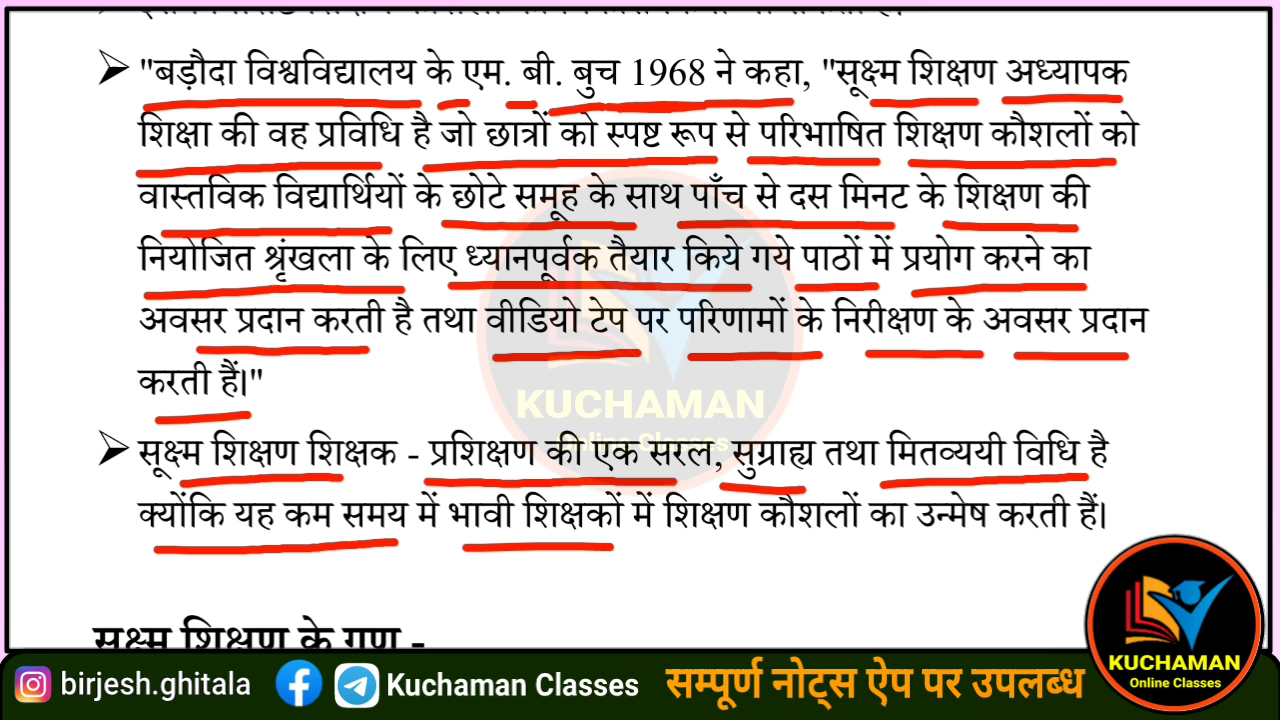 ➢ "बड़ौदा विश्वविद्यालय के एम. बी. बुच 1968 ने कहा, "सूक्ष्म शिक्षण अध्यापक
शिक्षा की वह प्रविधि है जो छात्रों को स्पष्ट रूप से परिभाषित शिक्षण कौशलों को
वास्तविक विद्यार्थियों के छोटे समूह के साथ पाँच से दस मिनट के शिक्षण की
नियोजित श्रृंखला के लिए ध्यानपूर्वक तैयार किये गये पाठों में प्रयोग करने का
अवसर प्रदान करती है तथा वीडियो टेप पर परिणामों के निरीक्षण के अवसर प्रदान
करती हैं।"
KUCHAMAN
Online Classes
➢ सूक्ष्म शिक्षण शिक्षक - प्रशिक्षण की एक सरल, सुग्राह्य तथा मितव्ययी विधि है
क्योंकि यह कम समय में भावी शिक्षकों में शिक्षण कौशलों का उन्मेष करती हैं।
सूक्ष्म शिक्षण के गुण -
KUCHAMAN
Online Classes
birjesh.ghitala Kuchaman Classes सम्पूर्ण नोट्स ऐप पर उपलब्ध